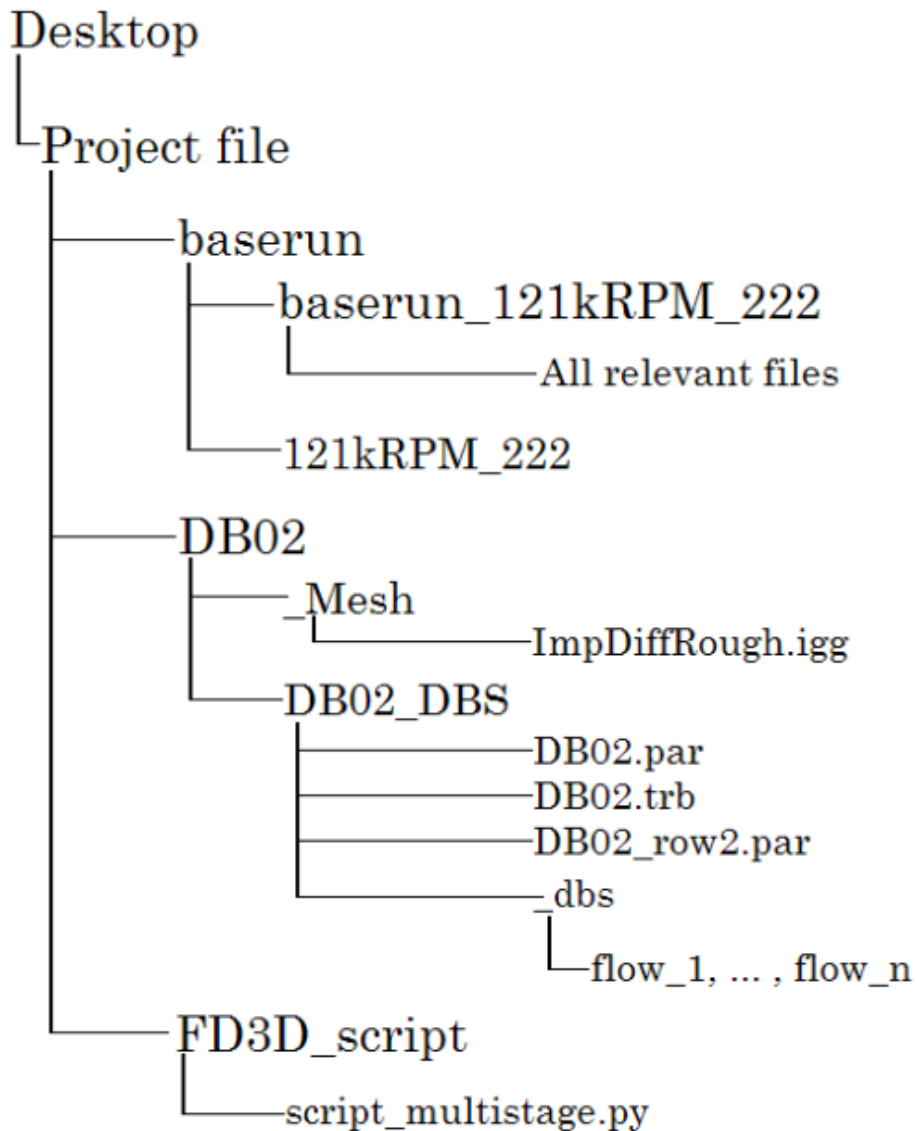 Desktop
Project file
baserun
baserun_121kRPM_222
All relevant files
121kRPM_222
DB02
_Mesh
ImpDiffRough.igg
DB02_DBS
DB02.par
DB02.trb
DB02_row2.par
_dbs
flow_1, ... , flow_n
FD3D_script
script_multistage.py